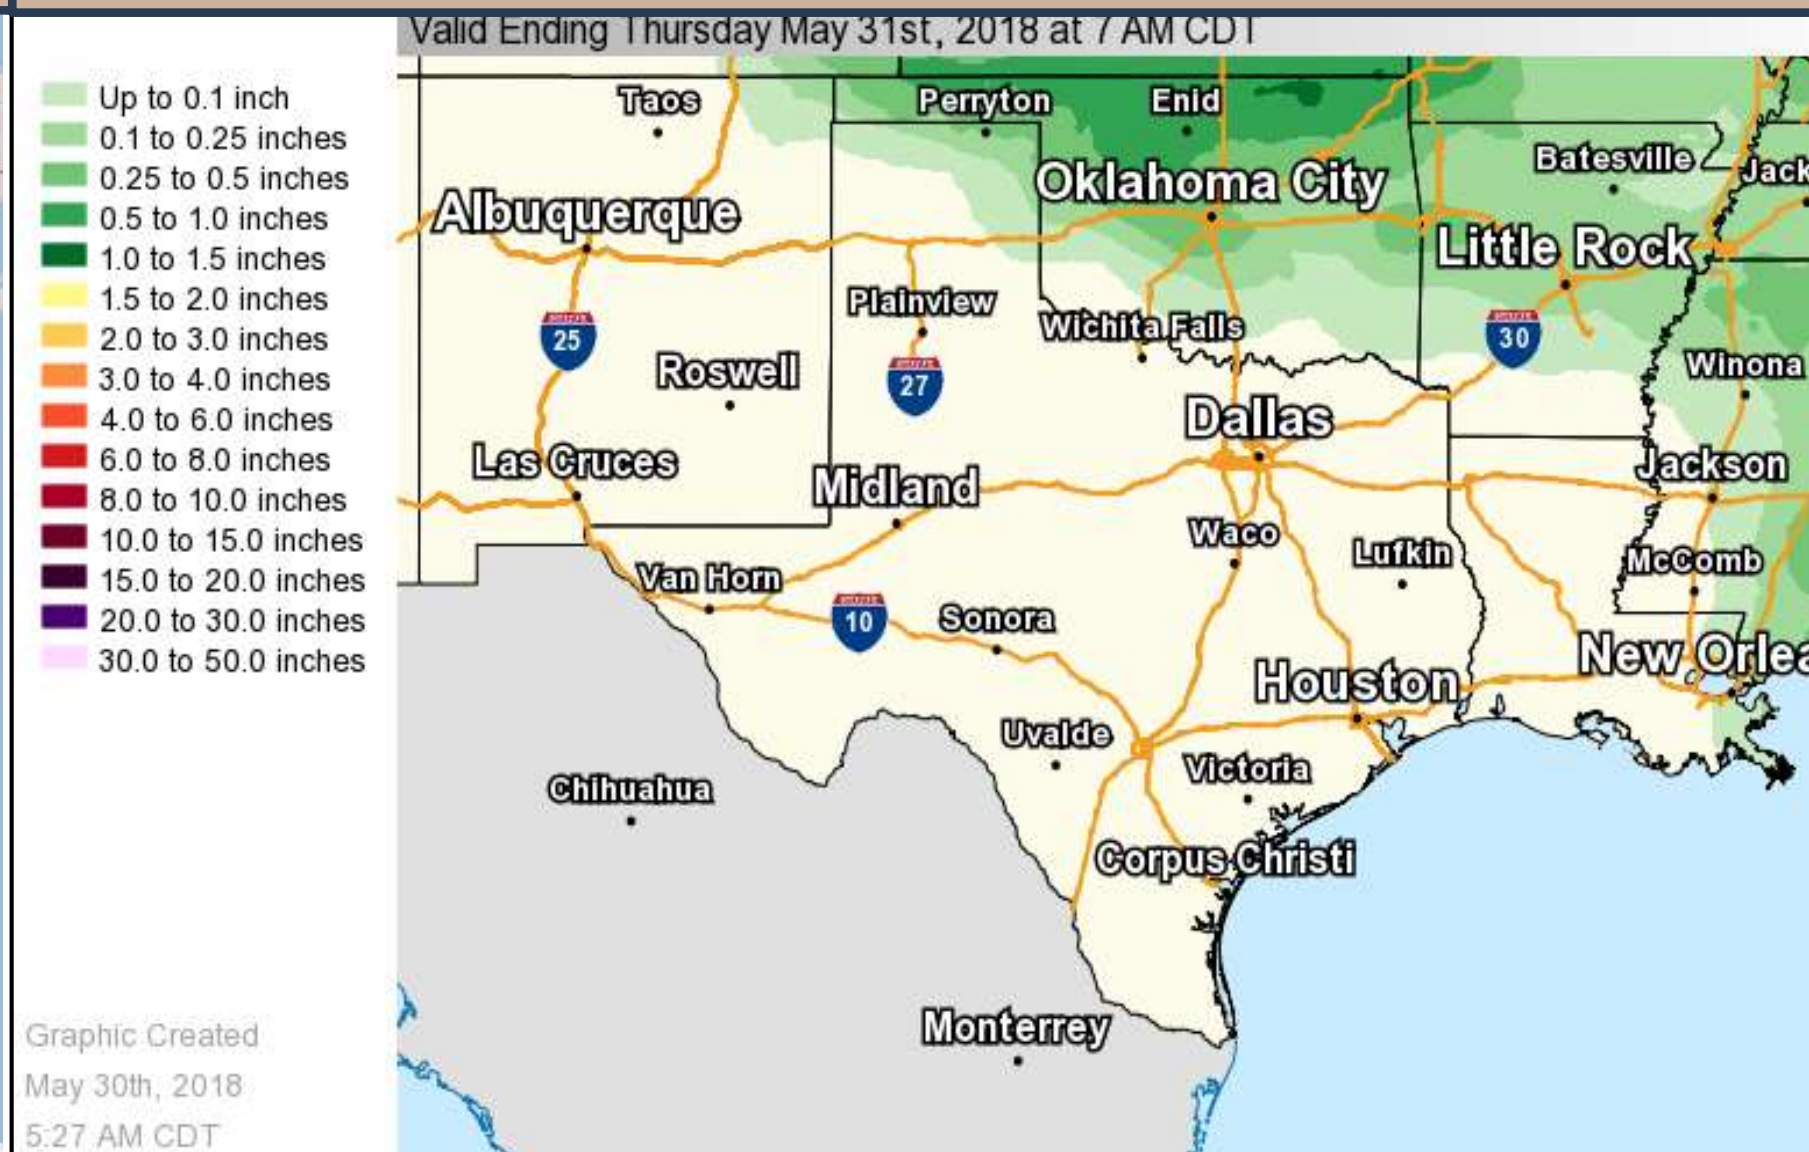 Valid Ending Thursday May 31st, 2018 at 7 AM CDT
Up to 0.1 inch
0.1 to 0.25 inches
0.25 to 0.5 inches
0.5 to 1.0 inches
1.0 to 1.5 inches
1.5 to 2.0 inches
2.0 to 3.0 inches
3.0 to 4.0 inches
4.0 to 6.0 inches
6.0 to 8.0 inches
8.0 to 10.0 inches
10.0 to 15.0 inches
15.0 to 20.0 inches
20.0 to 30.0 inches
30.0 to 50.0 inches
Graphic Created
May 30th, 2018
5:27 AM CDT
Taos
Perryton
Enid
Batesville
Jack
Oklahoma City
Albuquerque
Little Rock
Plainview
Wichita Falls
25
30
Roswell
27
Winona
Dallas
Las Cruces
Midland
Jackson
Waco
Lufkin
McComb
Van Horn
10
Sonora
New Orlea
Houston
Uvalde
Victoria
Chihuahua
Corpus Christi
Monterrey